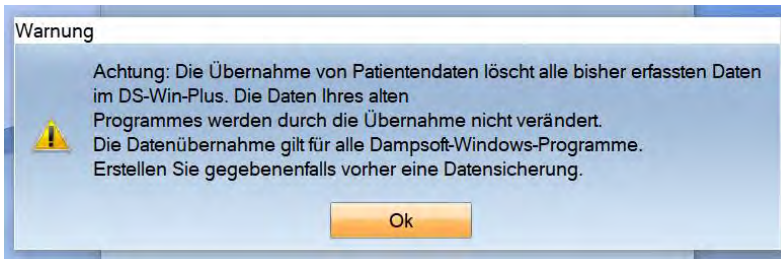 Warnung
Achtung: Die Übernahme von Patientendaten löscht alle bisher erfassten Daten
im DS-Win-Plus. Die Daten Ihres alten
Programmes werden durch die Übernahme nicht verändert.
Die Datenübernahme gilt für alle Dampsoft-Windows-Programme.
Erstellen Sie gegebenenfalls vorher eine Datensicherung.
Ok